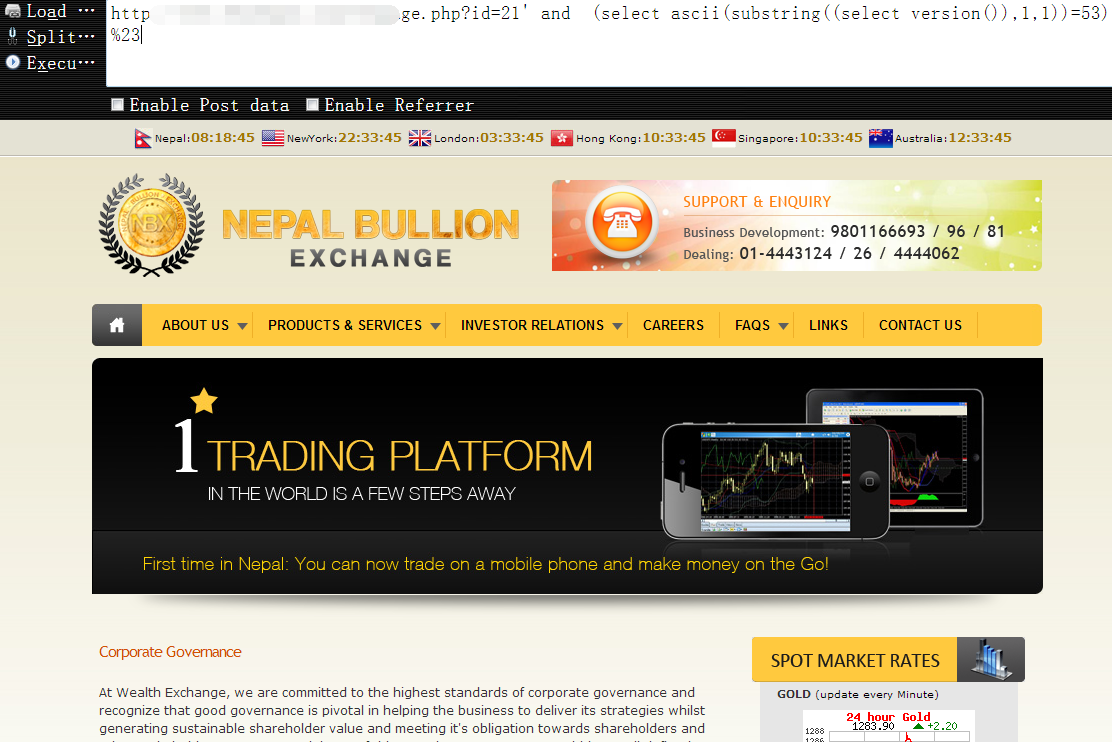 Load ···
Split···
Execu···
http
ge.php?id=21' and (select ascii(substring((select version()),1,1))=53)
%23
Enable Post data Enable Referrer
Nepal:08:18:45 NewYork:22:33:45 London:03:33:45 Hong Kong:10:33:45 Singapore:10:33:45 Australia:12:33:45
NBX
NEPAL BULLION
EXCHANGE
SUPPORT & ENQUIRY
Business Development: 9801166693 / 96 / 81
Dealing: 01-4443124 / 26 / 4444062
ABOUT US PRODUCTS & SERVICES INVESTOR RELATIONS CAREERS FAQS LINKS CONTACT US
1 TRADING PLATFORM
IN THE WORLD IS A FEW STEPS AWAY
First time in Nepal: You can now trade on a mobile phone and make money on the Go!
Corporate Governance
At Wealth Exchange, we are committed to the highest standards of corporate governance and
recognize that good governance is pivotal in helping the business to deliver its strategies whilst
generating sustainable shareholder value and meeting it's obligation towards shareholders and
SPOT MARKET RATES
GOLD (update every Minute)
24 hour Gold
1283.90 +2.20
1288
1286